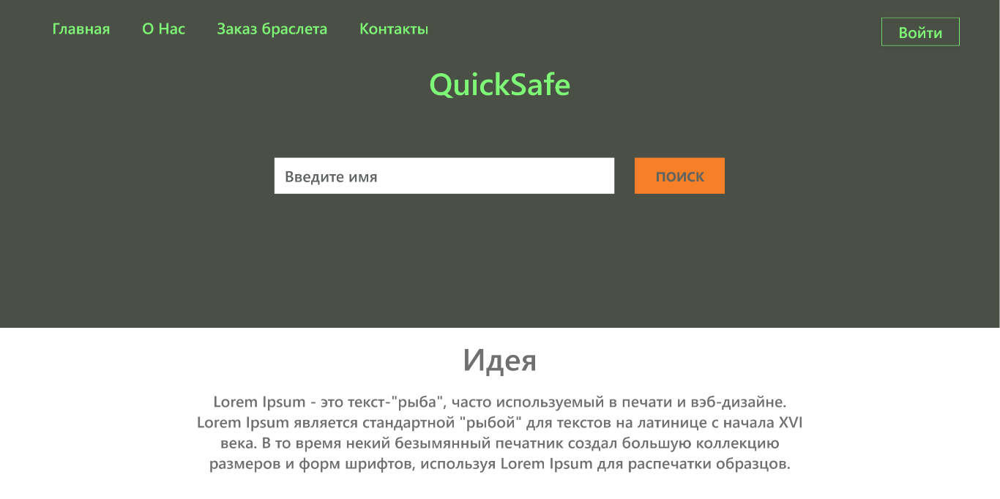 Главная О Нас Заказ браслета Контакты Войти
QuickSafe
Введите имя ПОИСК
Идея
Lorem Ipsum - это текст-"рыба", часто используемый в печати и вэб-дизайне.
Lorem Ipsum является стандартной "рыбой" для текстов на латинице с начала XVI
века. В то время некий безымянный печатник создал большую коллекцию
размеров и форм шрифтов, используя Lorem Ipsum для распечатки образцов.